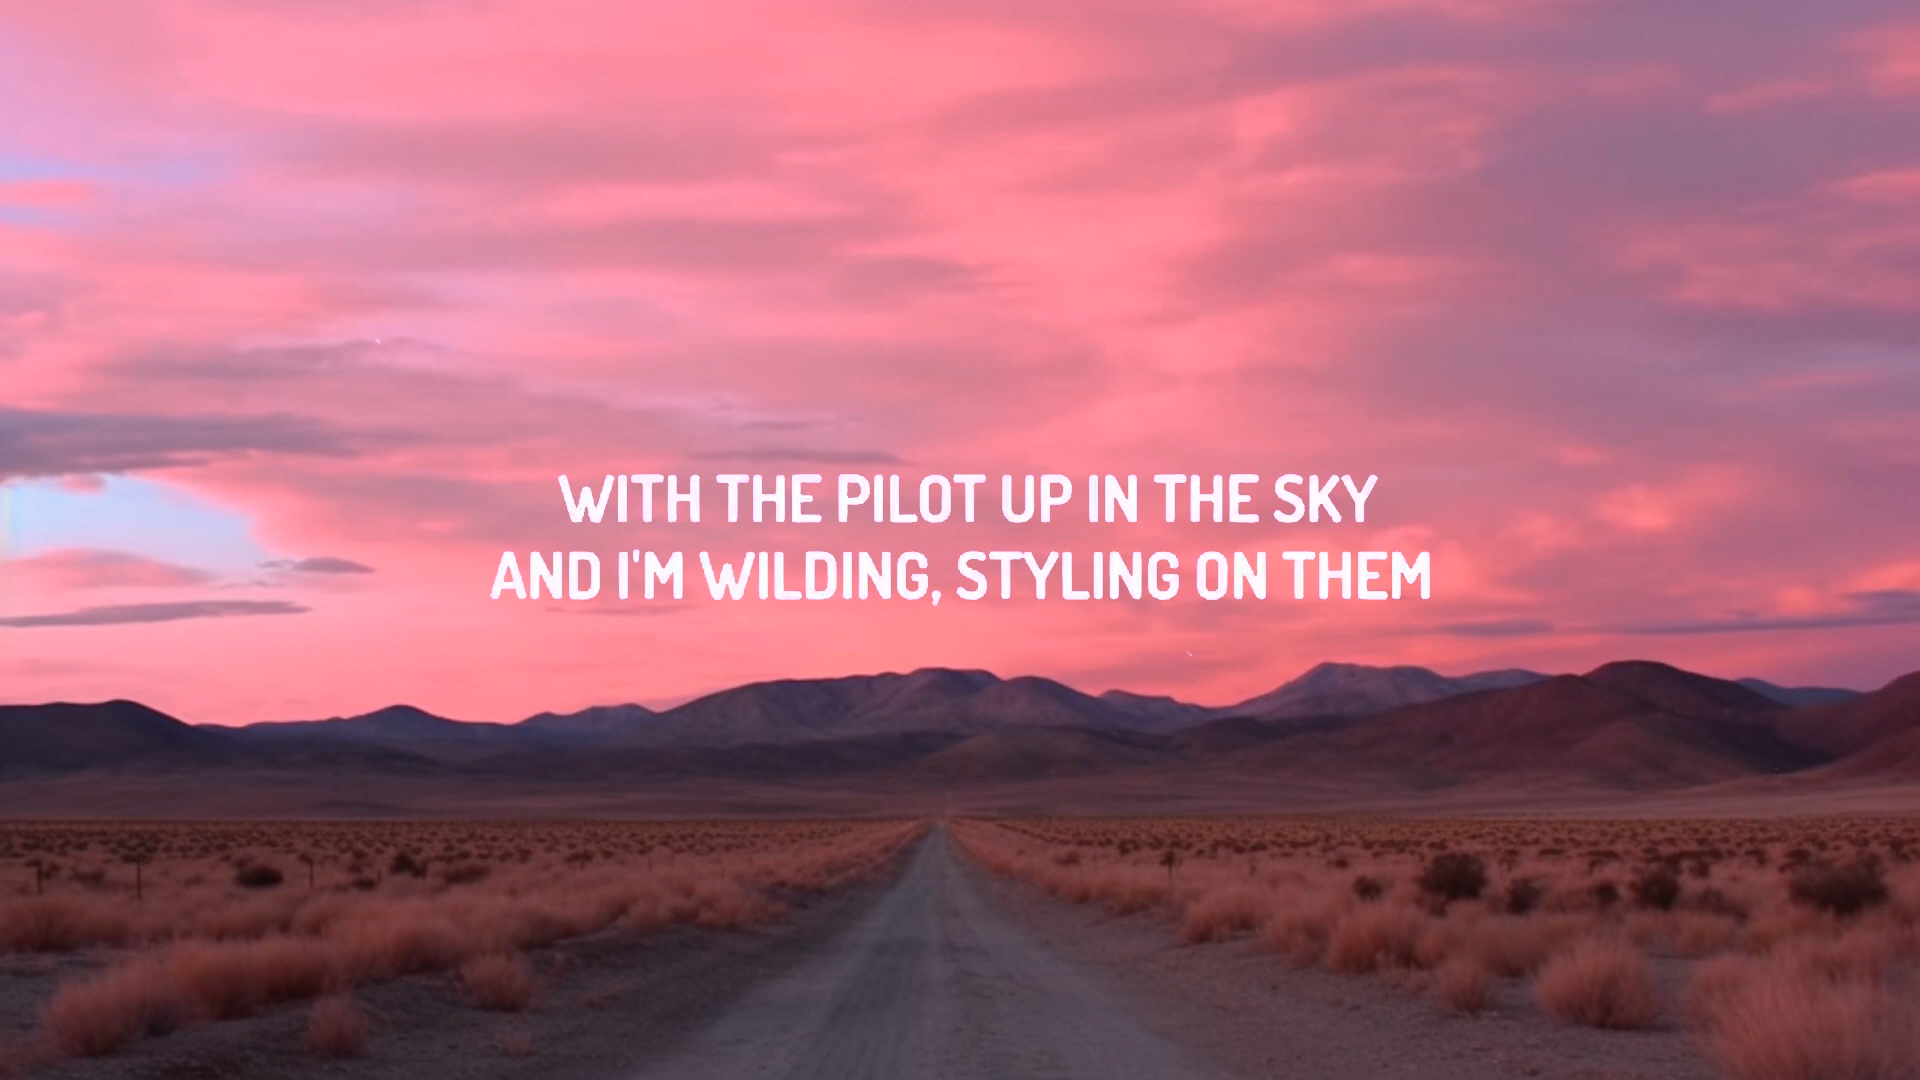 WITH THE PILOT UP IN THE SKY
AND I'M WILDING, STYLING ON THEM